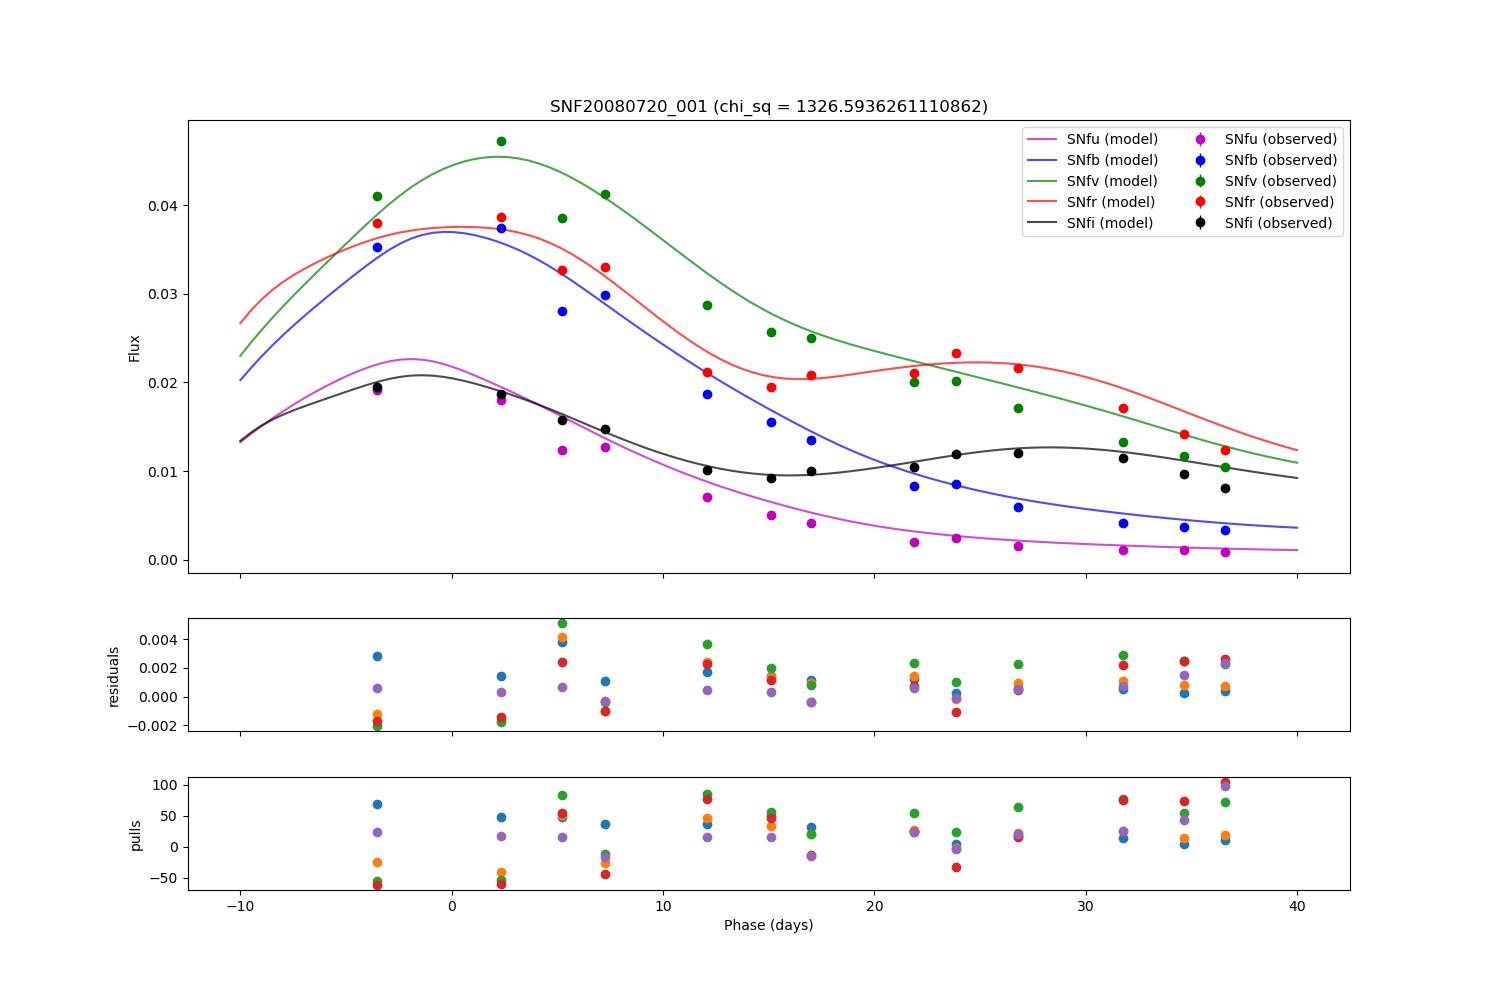 SNF20080720_001 (chi_sq = 1326.5936261110862)
SNfu (model) SNfu (observed)
SNfb (model) SNfb (observed)
SNfv (model) SNfv (observed)
SNfr (model) SNfr (observed)
SNfi (model) SNfi (observed)
Flux
0.04
0.03
0.02
0.01
0.00
residuals
0.004
0.002
0.000
−0.002
pulls
100
50
0
−50
−10 0 10 20 30 40
Phase (days)